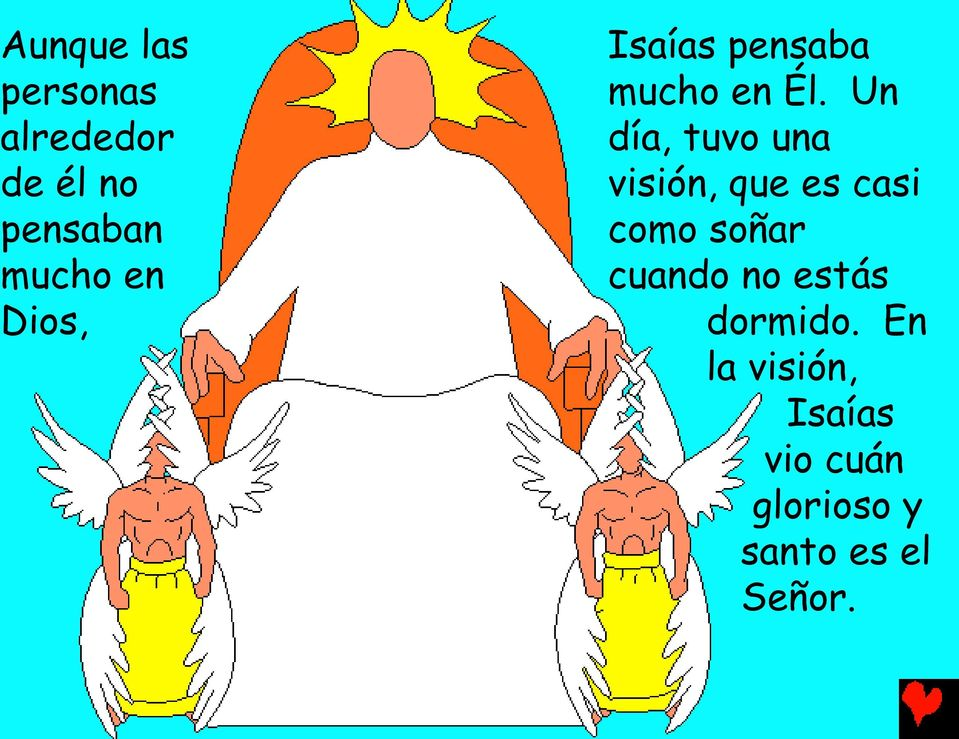 Aunque las
personas
alrededor
de él no
pensaban
mucho en
Dios,
Isaías pensaba
mucho en Él. Un
día, tuvo una
visión, que es casi
como soñar
cuando no estás
dormido. En
la visión,
Isaías
vio cuán
glorioso y
santo es el
Señor.